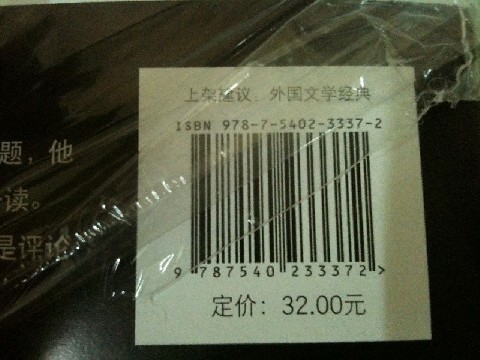 上架建议：外国文学经典
ISBN 978-7-5402-3337-2
题，他
读。
是评论
9 787540 233372 >
定价：32.00元